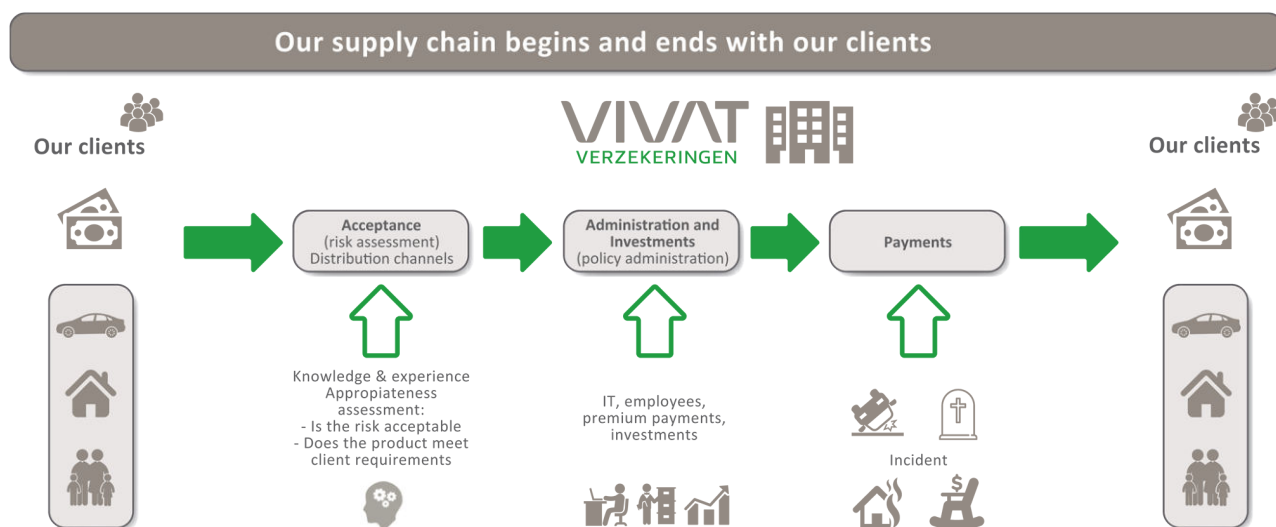 Our supply chain begins and ends with our clients
Our clients
VIVAT
VERZEKERINGEN
Our clients
Acceptance
(risk assessment)
Distribution channels
Administration and
Investments
(policy administration)
Payments
Knowledge & experience
Appropiateness
assessment:
- Is the risk acceptable
- Does the product meet
client requirements
IT, employees,
premium payments,
investments
Incident
$